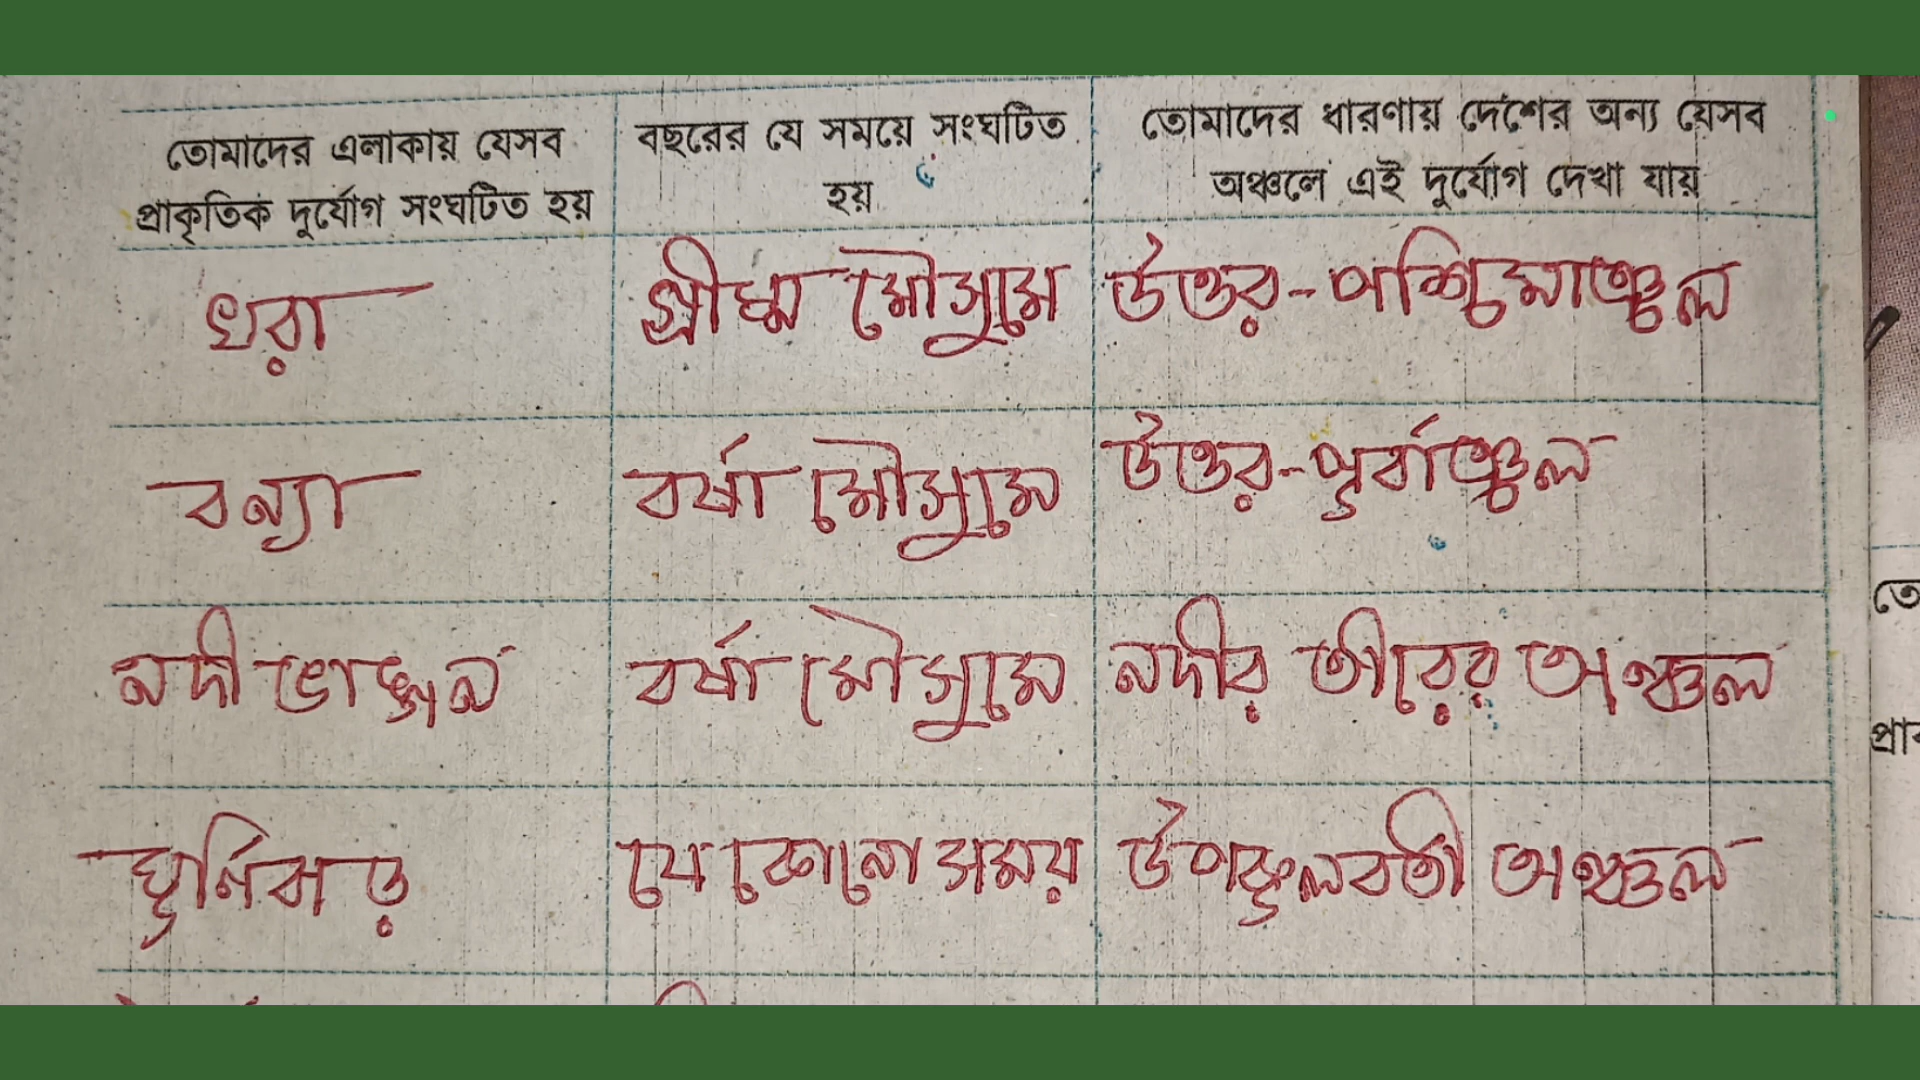 তোমাদের এলাকায় যেসব
প্রাকৃতিক দুর্যোগ সংঘটিত হয়
বছরের যে সময়ে সংঘটিত
হয়
তোমাদের ধারণায় দেশের অন্য যেসব
অঞ্চলে এই দুর্যোগ দেখা যায়
খরা
গ্রীষ্ম মৌসুমে
উত্তর-পশ্চিমাঞ্চল
বন্যা
বর্ষা মৌসুমে
উত্তর-পূর্বাঞ্চল
নদী ভাঙ্গন
বর্ষা মৌসুমে
নদীর তীরের অঞ্চল
ঘূর্ণিঝড়
যে কোনো সময়
উপকূলবর্তী অঞ্চল